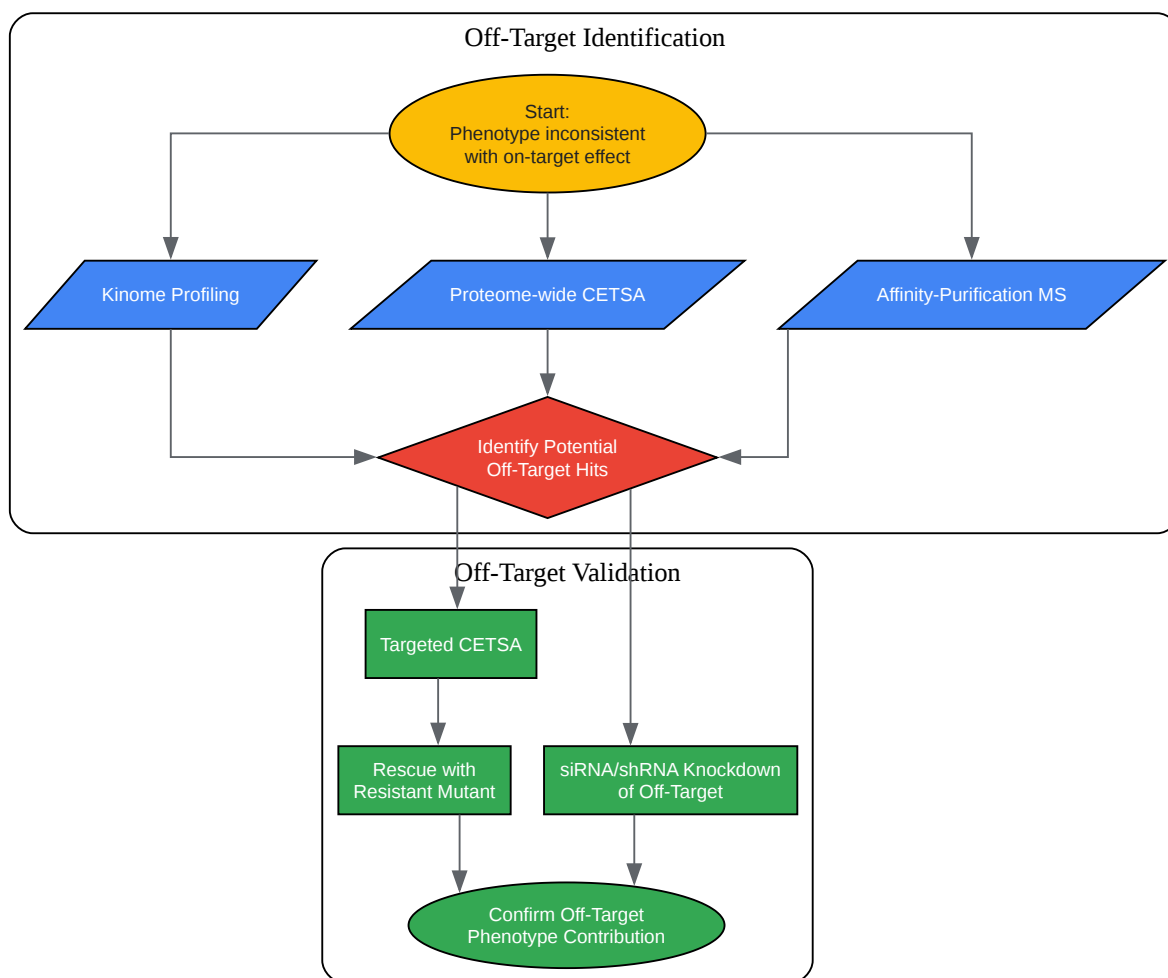 Off-Target Identification
Start:
Phenotype inconsistent
with on-target effect
Kinome Profiling
Proteome-wide CETSA
Affinity-Purification MS
Identify Potential
Off-Target Hits
Off-Target Validation
Targeted CETSA
Rescue with
Resistant Mutant
siRNA/shRNA Knockdown
of Off-Target
Confirm Off-Target
Phenotype Contribution